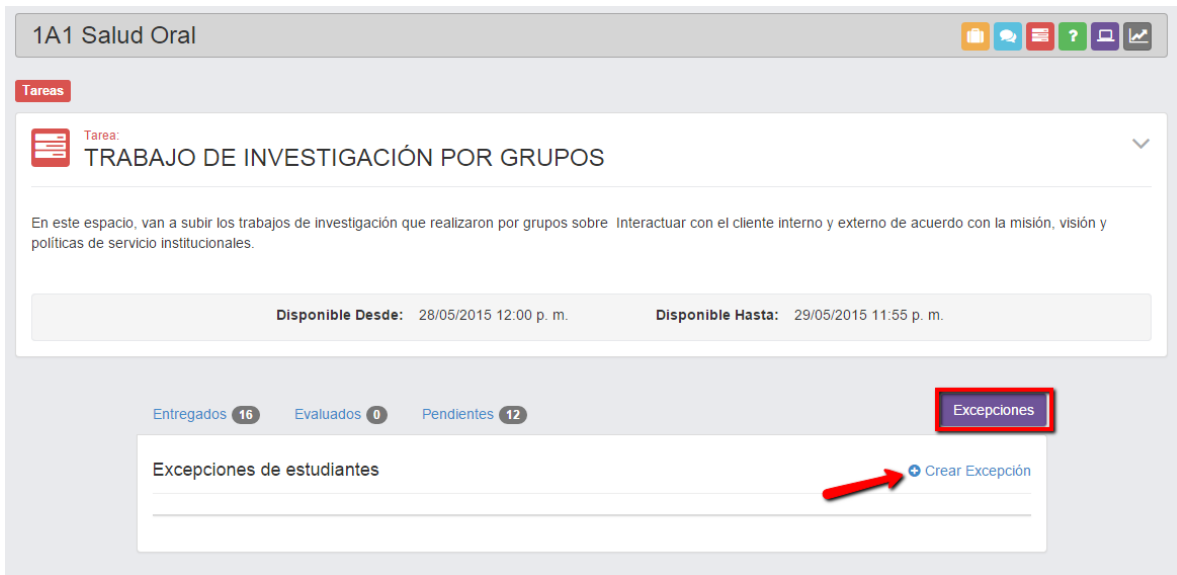 1A1 Salud Oral
?
Tareas
Tarea:
TRABAJO DE INVESTIGACIÓN POR GRUPOS
En este espacio, van a subir los trabajos de investigación que realizaron por grupos sobre  Interactuar con el cliente interno y externo de acuerdo con la misión, visión y
políticas de servicio institucionales.
Disponible Desde: 28/05/2015 12:00 p. m. Disponible Hasta: 29/05/2015 11:55 p. m.
Entregados 16 Evaluados 0 Pendientes 12 Excepciones
Excepciones de estudiantes Crear Excepción